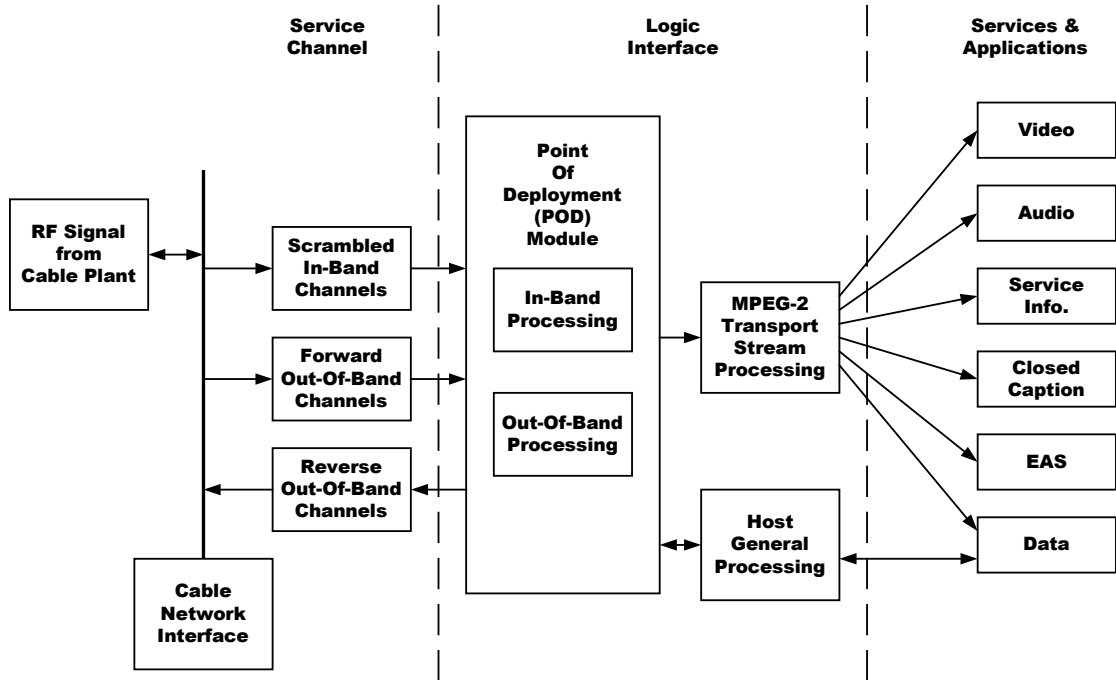 Service
Channel
Logic
Interface
Services &
Applications
RF Signal
from
Cable Plant
Scrambled
In-Band
Channels
Forward
Out-Of-Band
Channels
Reverse
Out-Of-Band
Channels
Cable
Network
Interface
Point
Of
Deployment
(POD)
Module
In-Band
Processing
Out-Of-Band
Processing
MPEG-2
Transport
Stream
Processing
Host
General
Processing
Video
Audio
Service
Info.
Closed
Caption
EAS
Data